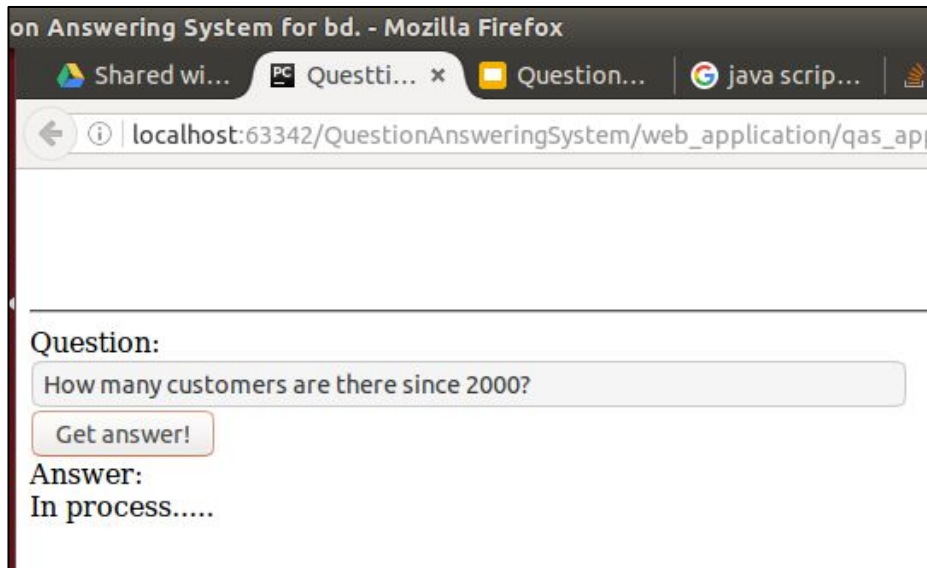 on Answering System for bd. - Mozilla Firefox
Shared wi... PC Questti... × Question... G java scrip...
localhost:63342/QuestionAnsweringSystem/web_application/qas_app
Question:
How many customers are there since 2000?
Get answer!
Answer:
In process.....